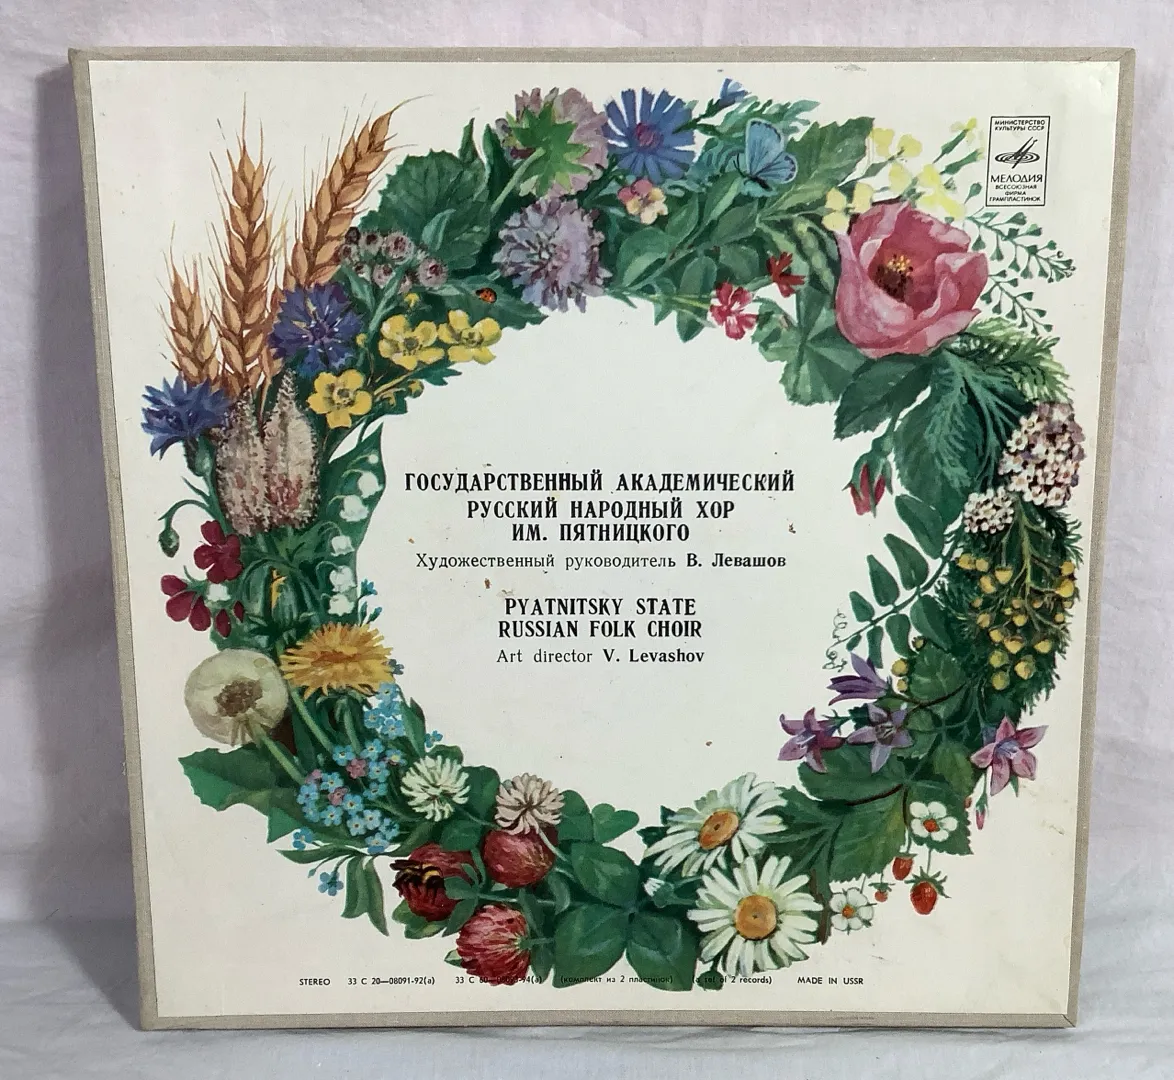 МИНИСТЕРСТВО
КУЛЬТУРЫ СССР
МЕЛОДИЯ
ВСЕСОЮЗНАЯ
ФИРМА
ГРАМПЛАСТИНОК
ГОСУДАРСТВЕННЫЙ АКАДЕМИЧЕСКИЙ
РУССКИЙ НАРОДНЫЙ ХОР
ИМ. ПЯТНИЦКОГО
Художественный руководитель В. Левашов
PYATNITSKY STATE
RUSSIAN FOLK CHOIR
Art director V. Levashov
STEREO 33 С 20—08091-92(a) 33 С (комплект из 2 пластинок) of 2 records) MADE IN USSR